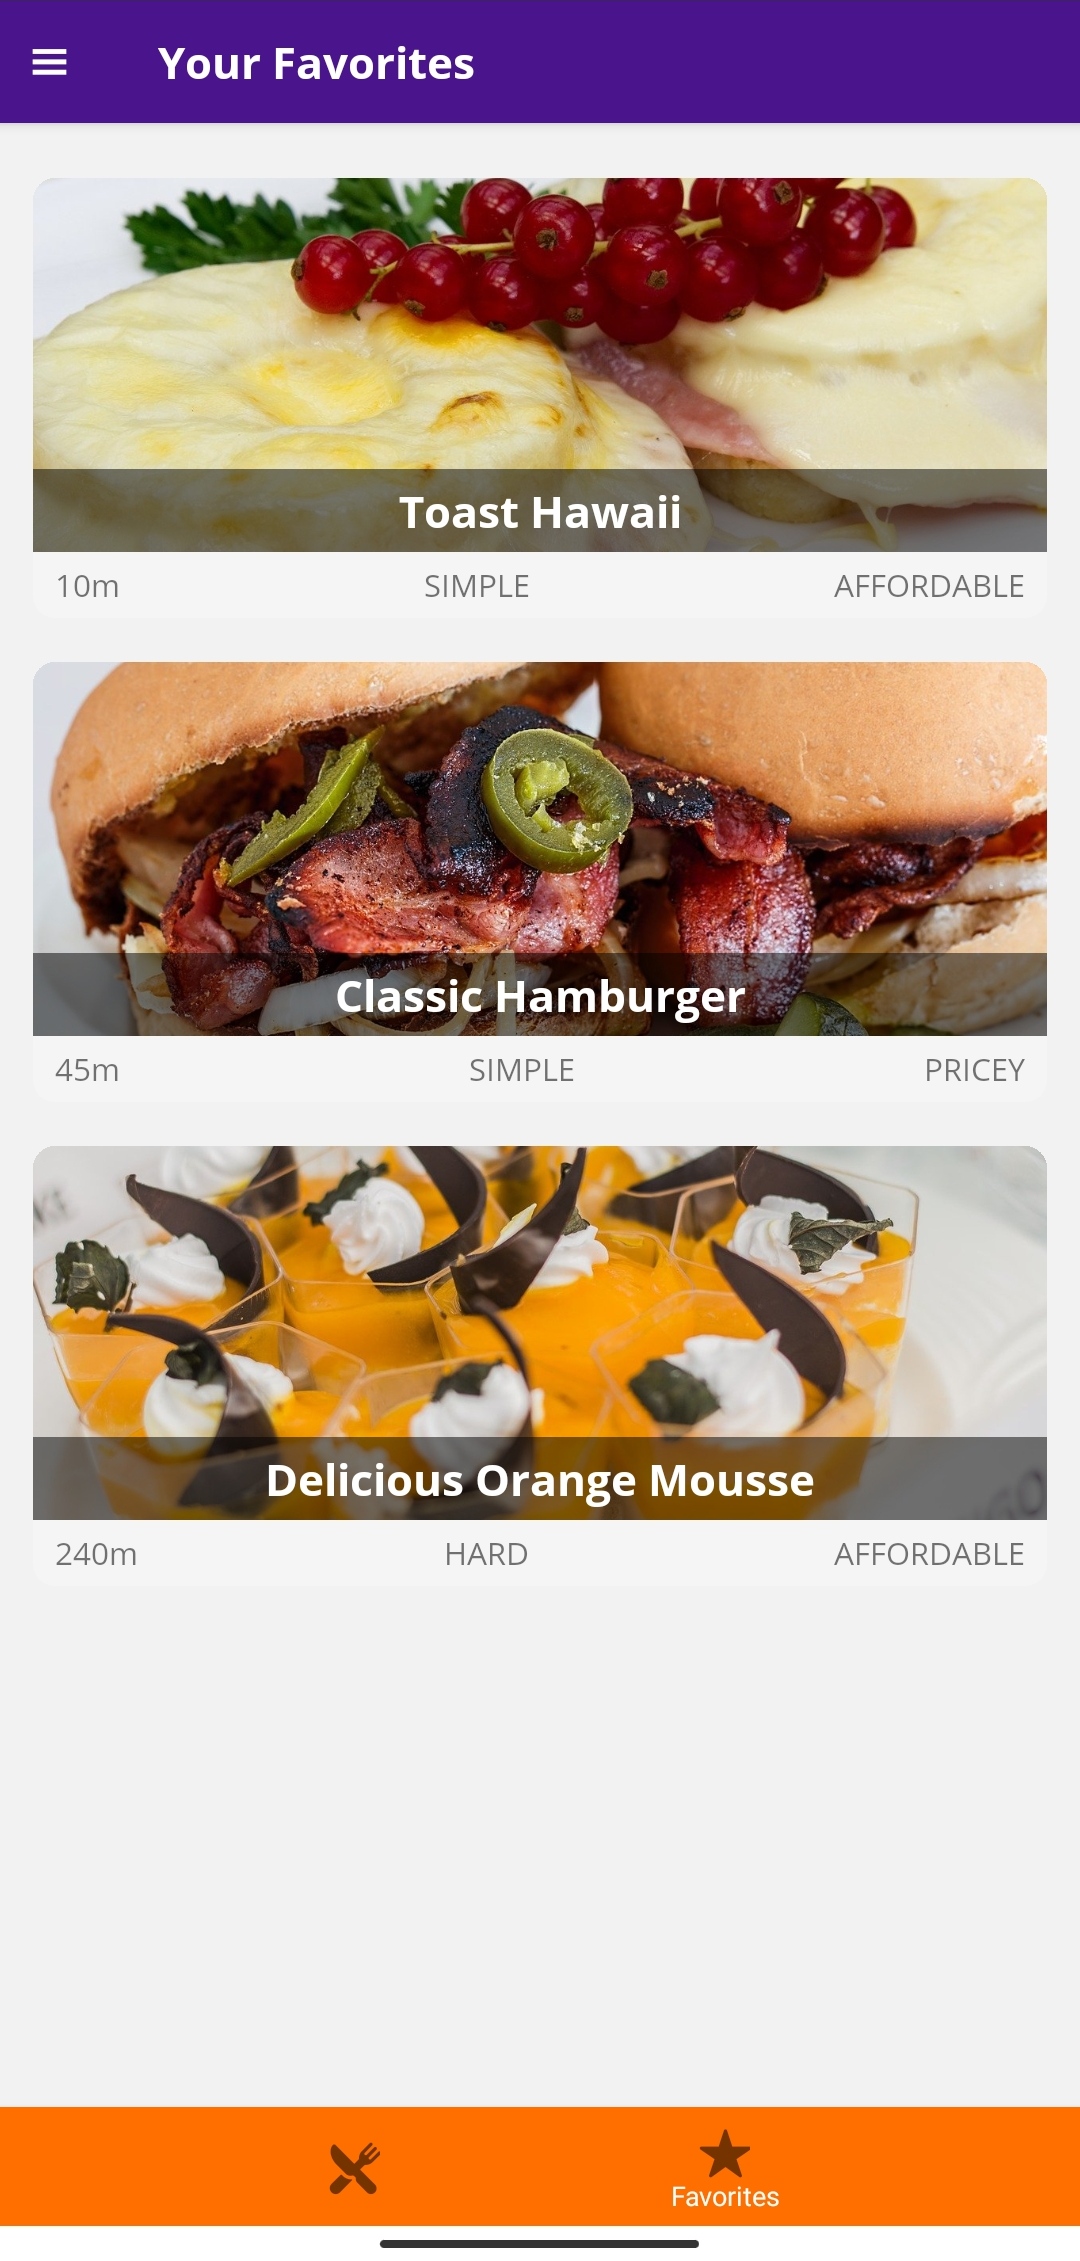 Your Favorites
Toast Hawaii
10m SIMPLE AFFORDABLE
Classic Hamburger
45m SIMPLE PRICEY
Delicious Orange Mousse
240m HARD AFFORDABLE
Favorites